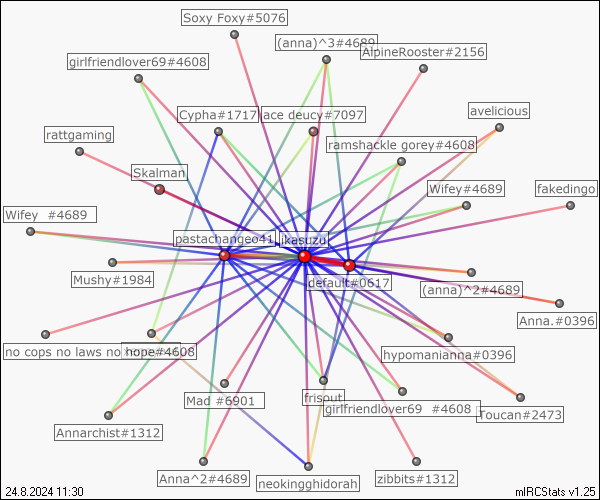 Soxy Foxy#5076
(anna)^3#4689
AlpineRooster#2156
girlfriendlover69#4608
Cypha#1717
ace deucy#7097
avelicious
rattgaming
ramshackle gorey#4608
Skalman
Wifey#4689
fakedingo
Wifey #4689
pastachangeo41
jkasuzu
Mushy#1984
default#0617
(anna)^2#4689
Anna.#0396
no cops no laws no
hope#4608
hypomanianna#0396
Mad #6901
frisout
girlfriendlover69 #4608
Toucan#2473
Annarchist#1312
Anna^2#4689
neokingghidorah
zibbits#1312
24.8.2024 11:30
mIRCStats v1.25